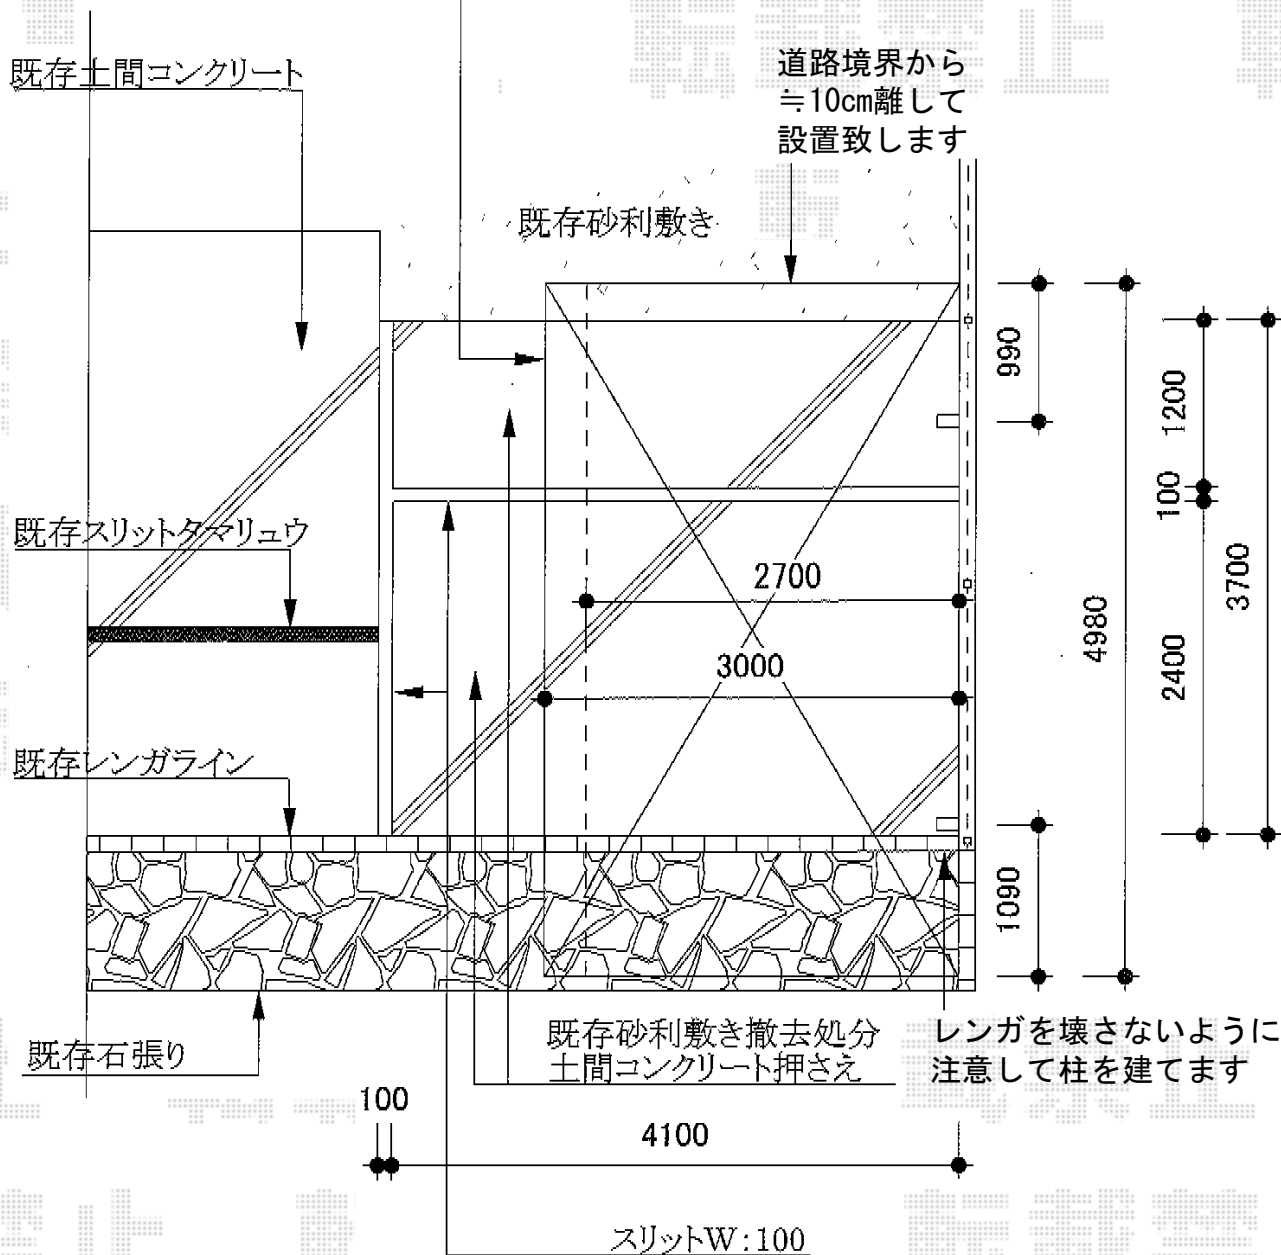 既存土間コンクリート
道路境界から
≒10cm離して
設置致します
既存砂利敷き
990
1200
100
既存スリットタマリュウ
2700
3700
4980
3000
2400
既存レンガライン
1090
既存石張り
既存砂利敷き撤去処分
土間コンクリート押さえ
レンガを壊さないように
注意して柱を建てます
100
4100
スリットW:100